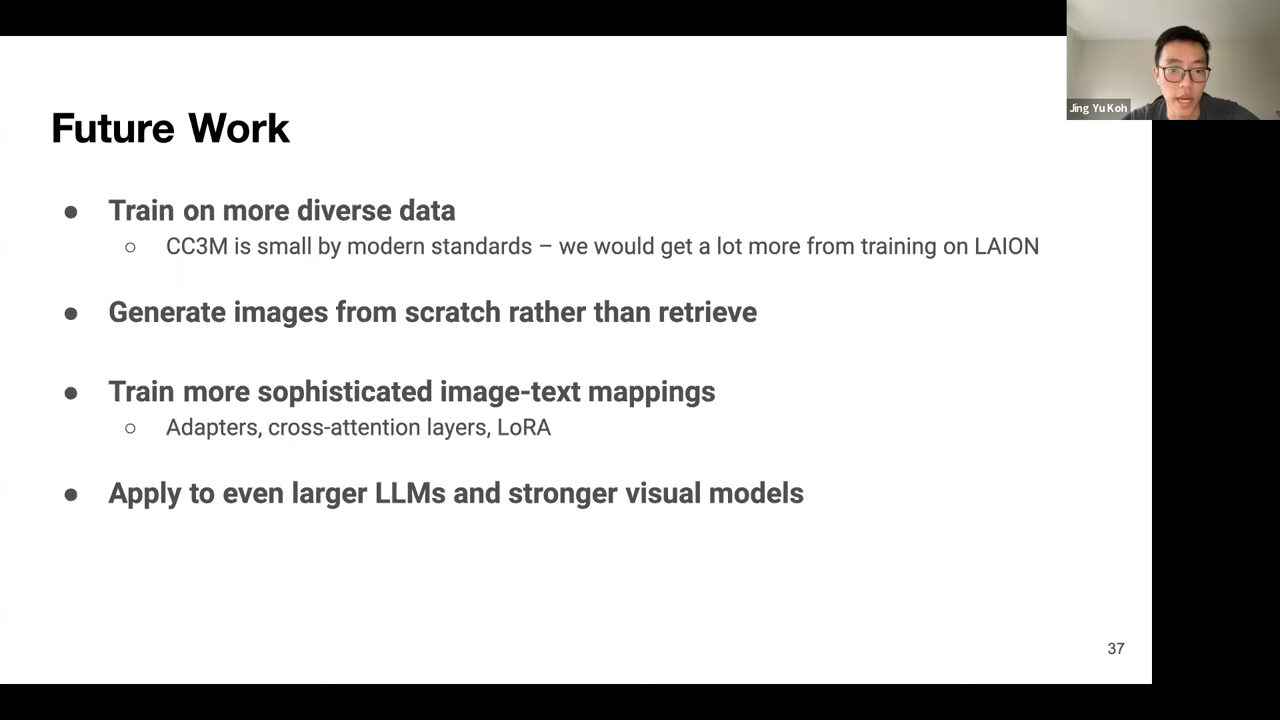 Jing Yu Koh
Future Work
● Train on more diverse data
○ CC3M is small by modern standards – we would get a lot more from training on LAION
● Generate images from scratch rather than retrieve
● Train more sophisticated image-text mappings
○ Adapters, cross-attention layers, LoRA
● Apply to even larger LLMs and stronger visual models
37